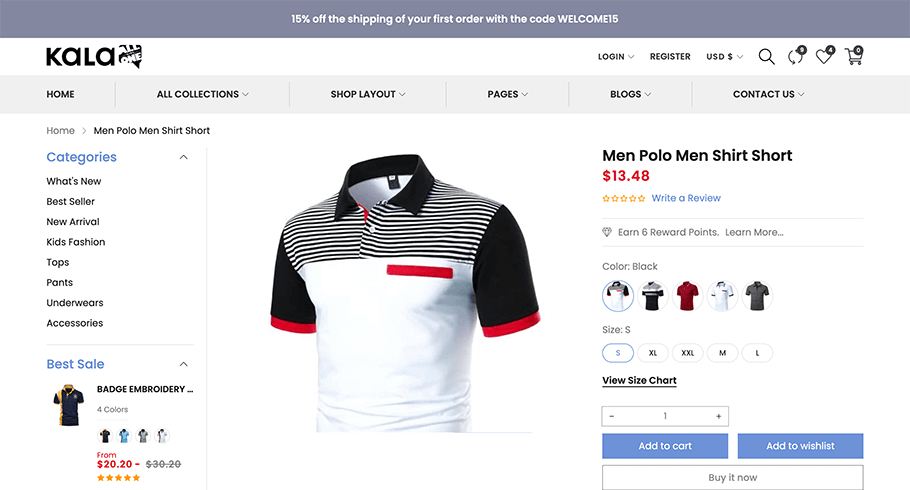 15% off the shipping of your first order with the code WELCOME15
KALA
ALL
ONE
LOGIN
REGISTER
USD $
0
4
0
HOME
ALL COLLECTIONS
SHOP LAYOUT
PAGES
BLOGS
CONTACT US
Home
Men Polo Men Shirt Short
Categories
What's New
Best Seller
New Arrival
Kids Fashion
Tops
Pants
Underwears
Accessories
Best Sale
BADGE EMBROIDERY ...
4 Colors
From
$20.20 - $30.20
Men Polo Men Shirt Short
$13.48
Write a Review
Earn 6 Reward Points. Learn More...
Color: Black
Size: S
S
XL
XXL
M
L
View Size Chart
- 1 +
Add to cart
Add to wishlist
Buy it now